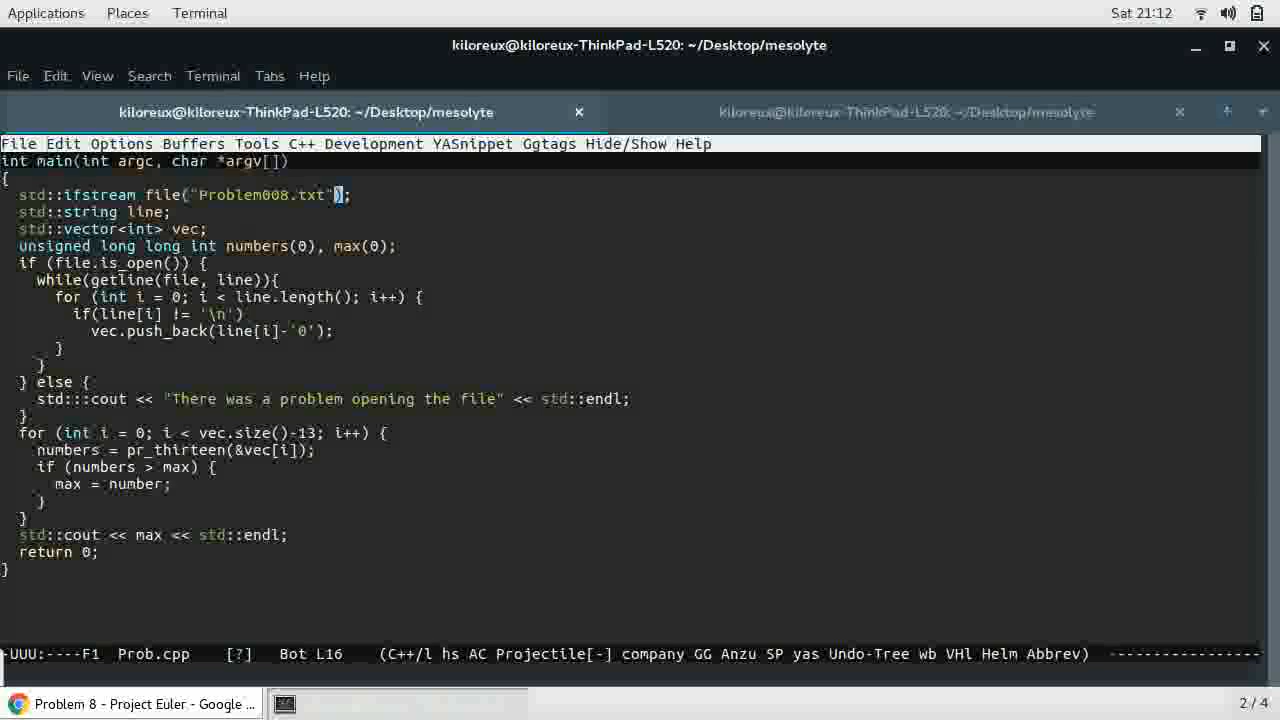 Applications Places Terminal Sat 21:12
kiloreux@kiloreux-ThinkPad-L520: ~/Desktop/mesolyte
File Edit View Search Terminal Tabs Help
kiloreux@kiloreux-ThinkPad-L520: ~/Desktop/mesolyte × kiloreux@kiloreux-ThinkPad-L520: ~/Desktop/mesolyte ×
File Edit Options Buffers Tools C++ Development YASnippet Ggtags Hide/Show Help
int main(int argc, char *argv[])
{
  std::ifstream file("Problem008.txt");
  std::string line;
  std::vector<int> vec;
  unsigned long long int numbers(0), max(0);
  if (file.is_open()) {
    while(getline(file, line)){
      for (int i = 0; i < line.length(); i++) {
        if(line[i] != '\n')
          vec.push_back(line[i]-'0');
      }
    }
  } else {
    std:::cout << "There was a problem opening the file" << std::endl;
  }
  for (int i = 0; i < vec.size()-13; i++) {
    numbers = pr_thirteen(&vec[i]);
    if (numbers > max) {
      max = number;
    }
  }
  std::cout << max << std::endl;
  return 0;
}
-UUU:----F1  Prob.cpp    [?]   Bot L16    (C++/l hs AC Projectile[-] company GG Anzu SP yas Undo-Tree wb VHl Helm Abbrev)  -----------------
Problem 8 - Project Euler - Google ... 2 / 4